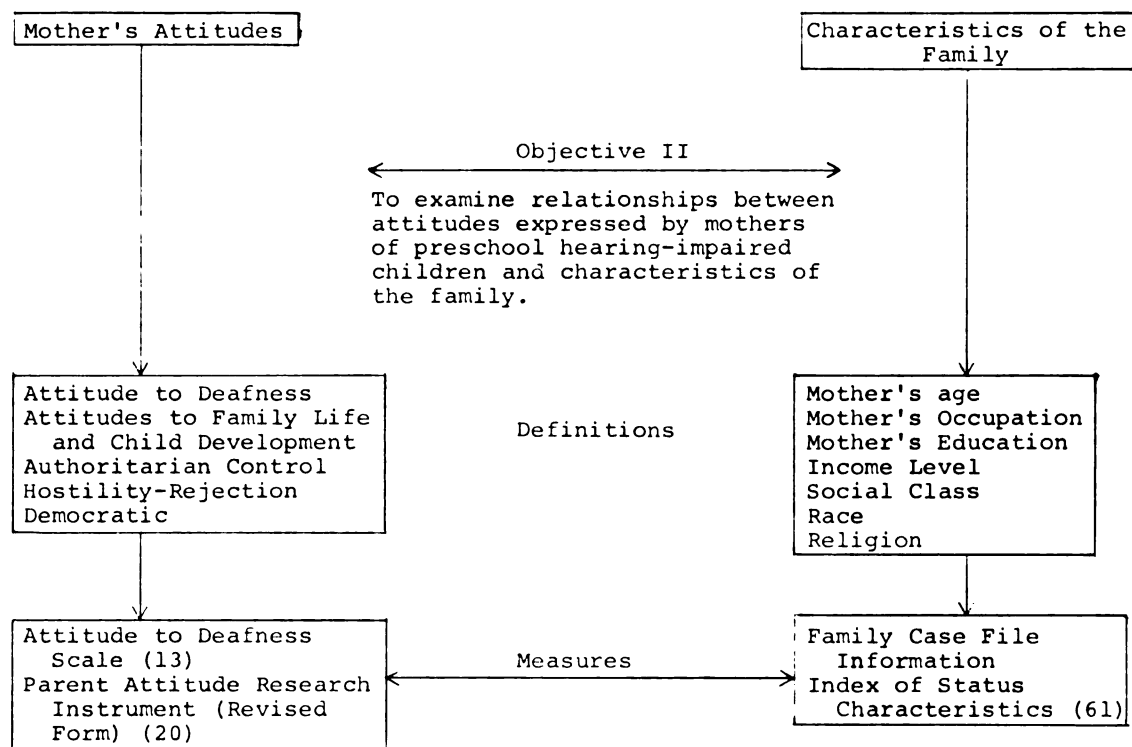 Mother's Attitudes
Characteristics of the
Family
Objective II
To examine relationships between
attitudes expressed by mothers
of preschool hearing-impaired
children and characteristics of
the family.
Attitude to Deafness
Attitudes to Family Life
and Child Development
Authoritarian Control
Hostility-Rejection
Democratic
Definitions
Mother's age
Mother's Occupation
Mother's Education
Income Level
Social Class
Race
Religion
Attitude to Deafness
Scale (13)
Parent Attitude Research
Instrument (Revised
Form) (20)
Measures
Family Case File
Information
Index of Status
Characteristics (61)